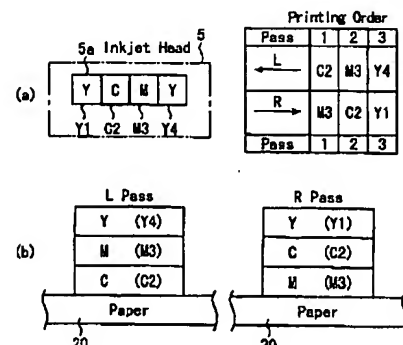 Printing Order
5a Inkjet Head 5
Pass 1 2 3
L C2 M3 Y4
(a) Y C M Y
R M3 C2 Y1
Y1 C2 M3 Y4
Pass 1 2 3
L Pass R Pass
Y (Y4) Y (Y1)
(b) M (M3) C (C2)
C (C2) M (M3)
Paper Paper
20 20